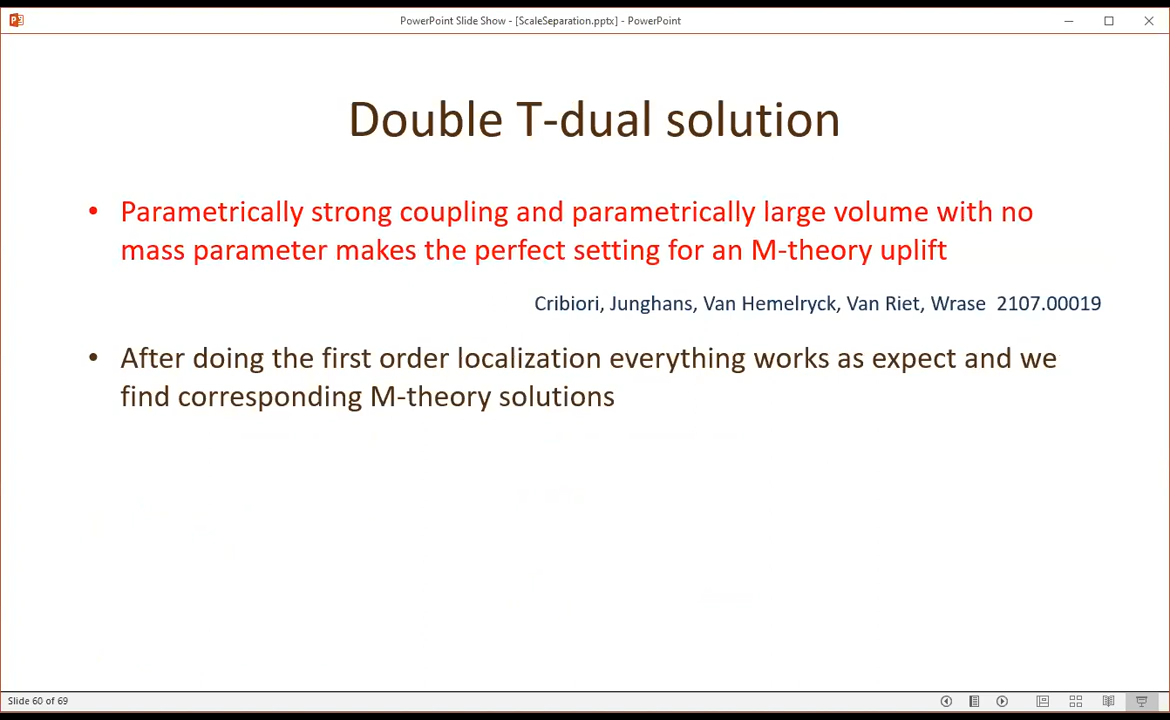 PowerPoint Slide Show - [ScaleSeparation.pptx] - PowerPoint
Double T-dual solution
• Parametrically strong coupling and parametrically large volume with no
mass parameter makes the perfect setting for an M-theory uplift
Cribiori, Junghans, Van Hemelryck, Van Riet, Wrase 2107.00019
• After doing the first order localization everything works as expect and we
find corresponding M-theory solutions
Slide 60 of 69